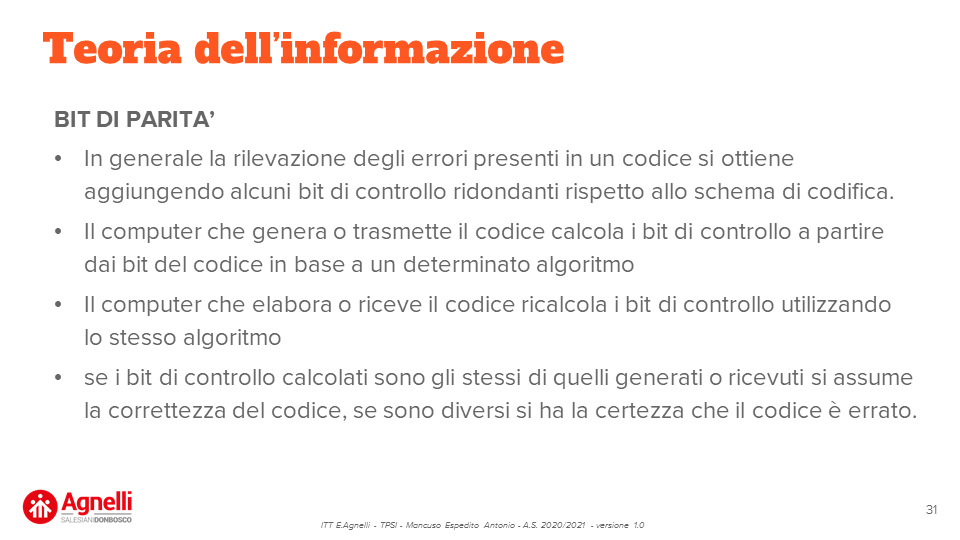 Teoria dell'informazione
BIT DI PARITA’
• In generale la rilevazione degli errori presenti in un codice si ottiene
aggiungendo alcuni bit di controllo ridondanti rispetto allo schema di codifica.
• Il computer che genera o trasmette il codice calcola i bit di controllo a partire
dai bit del codice in base a un determinato algoritmo
• Il computer che elabora o riceve il codice ricalcola i bit di controllo utilizzando
lo stesso algoritmo
• se i bit di controllo calcolati sono gli stessi di quelli generati o ricevuti si assume
la correttezza del codice, se sono diversi si ha la certezza che il codice è errato.
Agnelli
SALESIANI DONBOSCO
ITT E.Agnelli - TPSI - Mancuso Espedito Antonio - A.S. 2020/2021 - versione 1.0
31